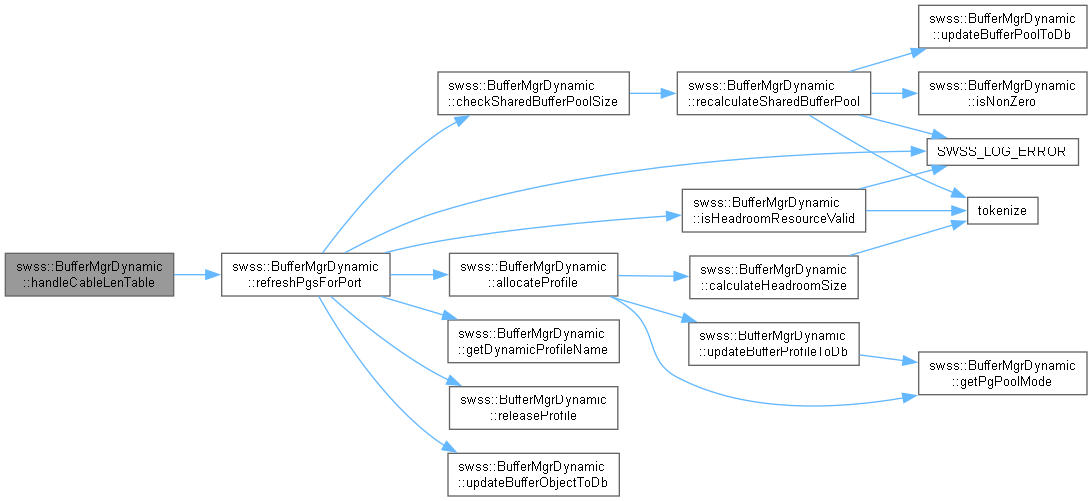 swss::BufferMgrDynamic
::handleCableLenTable
swss::BufferMgrDynamic
::refreshPgsForPort
swss::BufferMgrDynamic
::checkSharedBufferPoolSize
swss::BufferMgrDynamic
::recalculateSharedBufferPool
swss::BufferMgrDynamic
::updateBufferPoolToDb
swss::BufferMgrDynamic
::isNonZero
SWSS_LOG_ERROR
tokenize
swss::BufferMgrDynamic
::isHeadroomResourceValid
swss::BufferMgrDynamic
::allocateProfile
swss::BufferMgrDynamic
::calculateHeadroomSize
swss::BufferMgrDynamic
::updateBufferProfileToDb
swss::BufferMgrDynamic
::getPgPoolMode
swss::BufferMgrDynamic
::getDynamicProfileName
swss::BufferMgrDynamic
::releaseProfile
swss::BufferMgrDynamic
::updateBufferObjectToDb